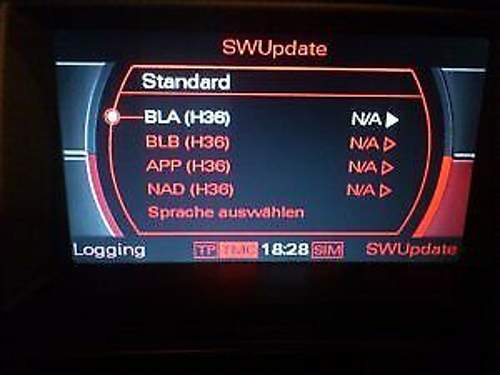 SWUpdate
Standard
BLA (H36) N/A
BLB (H36) N/A
APP (H36) N/A
NAD (H36) N/A
Sprache auswählen
Logging TP TMC 18:28 SIM SWUpdate